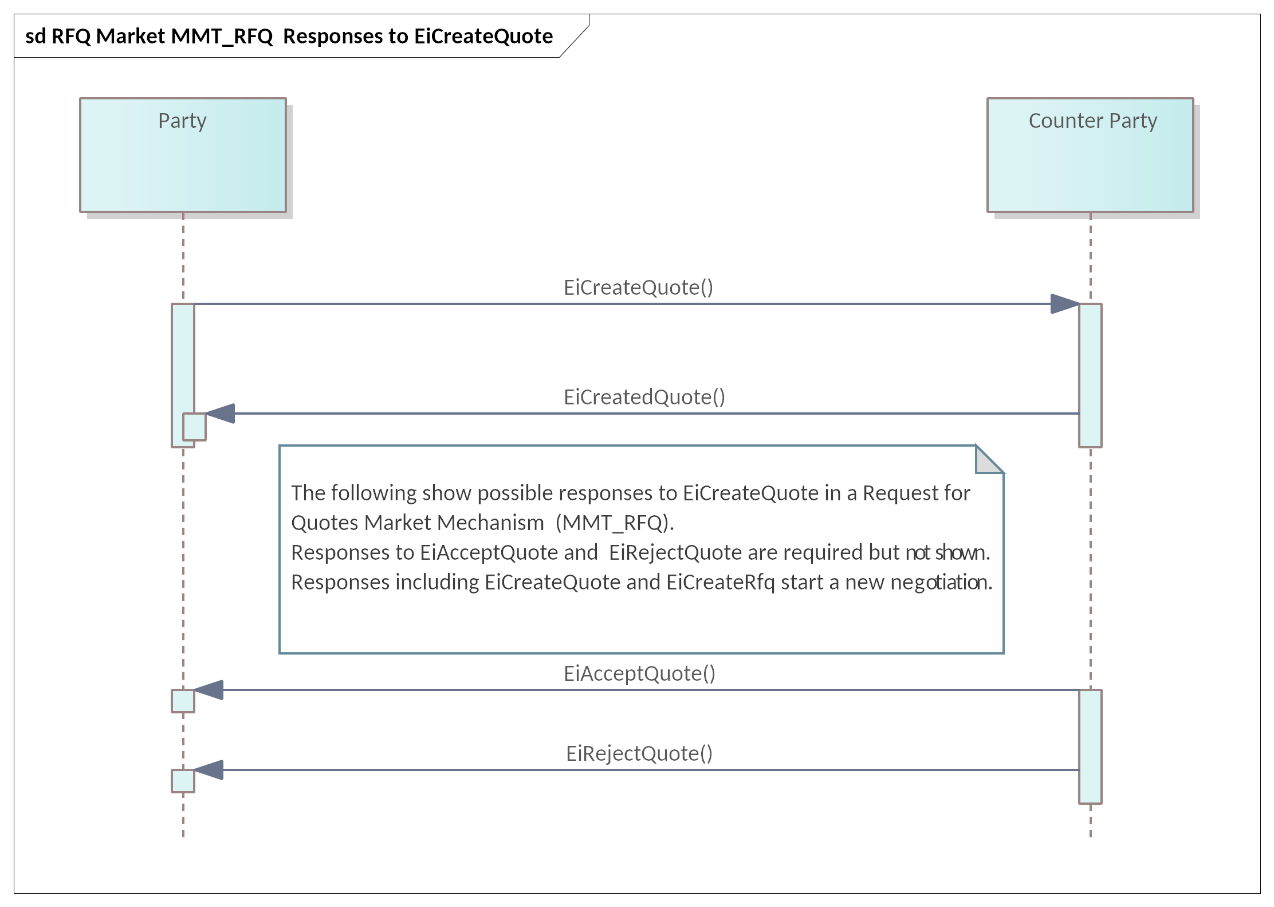 sd RFQ Market MMT_RFQ  Responses to EiCreateQuote
Party
Counter Party
EiCreateQuote()
EiCreatedQuote()
The following show possible responses to EiCreateQuote in a Request for
Quotes Market Mechanism  (MMT_RFQ).
Responses to EiAcceptQuote and  EiRejectQuote are required but not shown.
Responses including EiCreateQuote and EiCreateRfq start a new negotiation.
EiAcceptQuote()
EiRejectQuote()